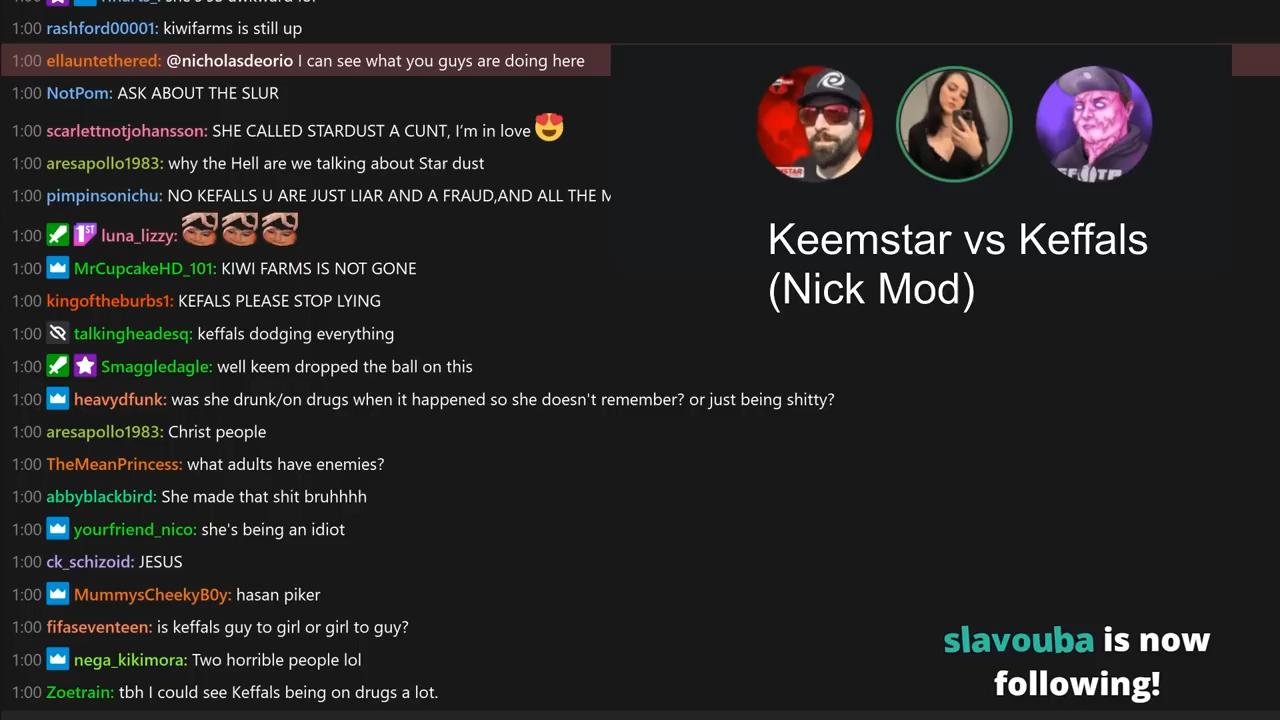 1:00 rashford00001: kiwifarms is still up
1:00 ellauntethered: @nicholasdeorio I can see what you guys are doing here
1:00 NotPom: ASK ABOUT THE SLUR
1:00 scarlettnotjohansson: SHE CALLED STARDUST A CUNT, I'm in love
1:00 aresapollo1983: why the Hell are we talking about Star dust
1:00 pimpinsonichu: NO KEFALLS U ARE JUST LIAR AND A FRAUD,AND ALL THE
1:00 1ST luna_lizzy:
1:00 MrCupcakeHD_101: KIWI FARMS IS NOT GONE
1:00 kingoftheburbs1: KEFALS PLEASE STOP LYING
1:00 talkingheadesq: keffals dodging everything
1:00 Smaggledagle: well keem dropped the ball on this
1:00 heavydfunk: was she drunk/on drugs when it happened so she doesn't remember? or just being shitty?
1:00 aresapollo1983: Christ people
1:00 TheMeanPrincess: what adults have enemies?
1:00 abbyblackbird: She made that shit bruhhhh
1:00 yourfriend_nico: she's being an idiot
1:00 ck_schizoid: JESUS
1:00 MummysCheekyB0y: hasan piker
1:00 fifaseventeen: is keffals guy to girl or girl to guy?
1:00 nega_kikimora: Two horrible people lol
1:00 Zoetrain: tbh I could see Keffals being on drugs a lot.
Keemstar vs Keffals
(Nick Mod)
slavouba is now
following!